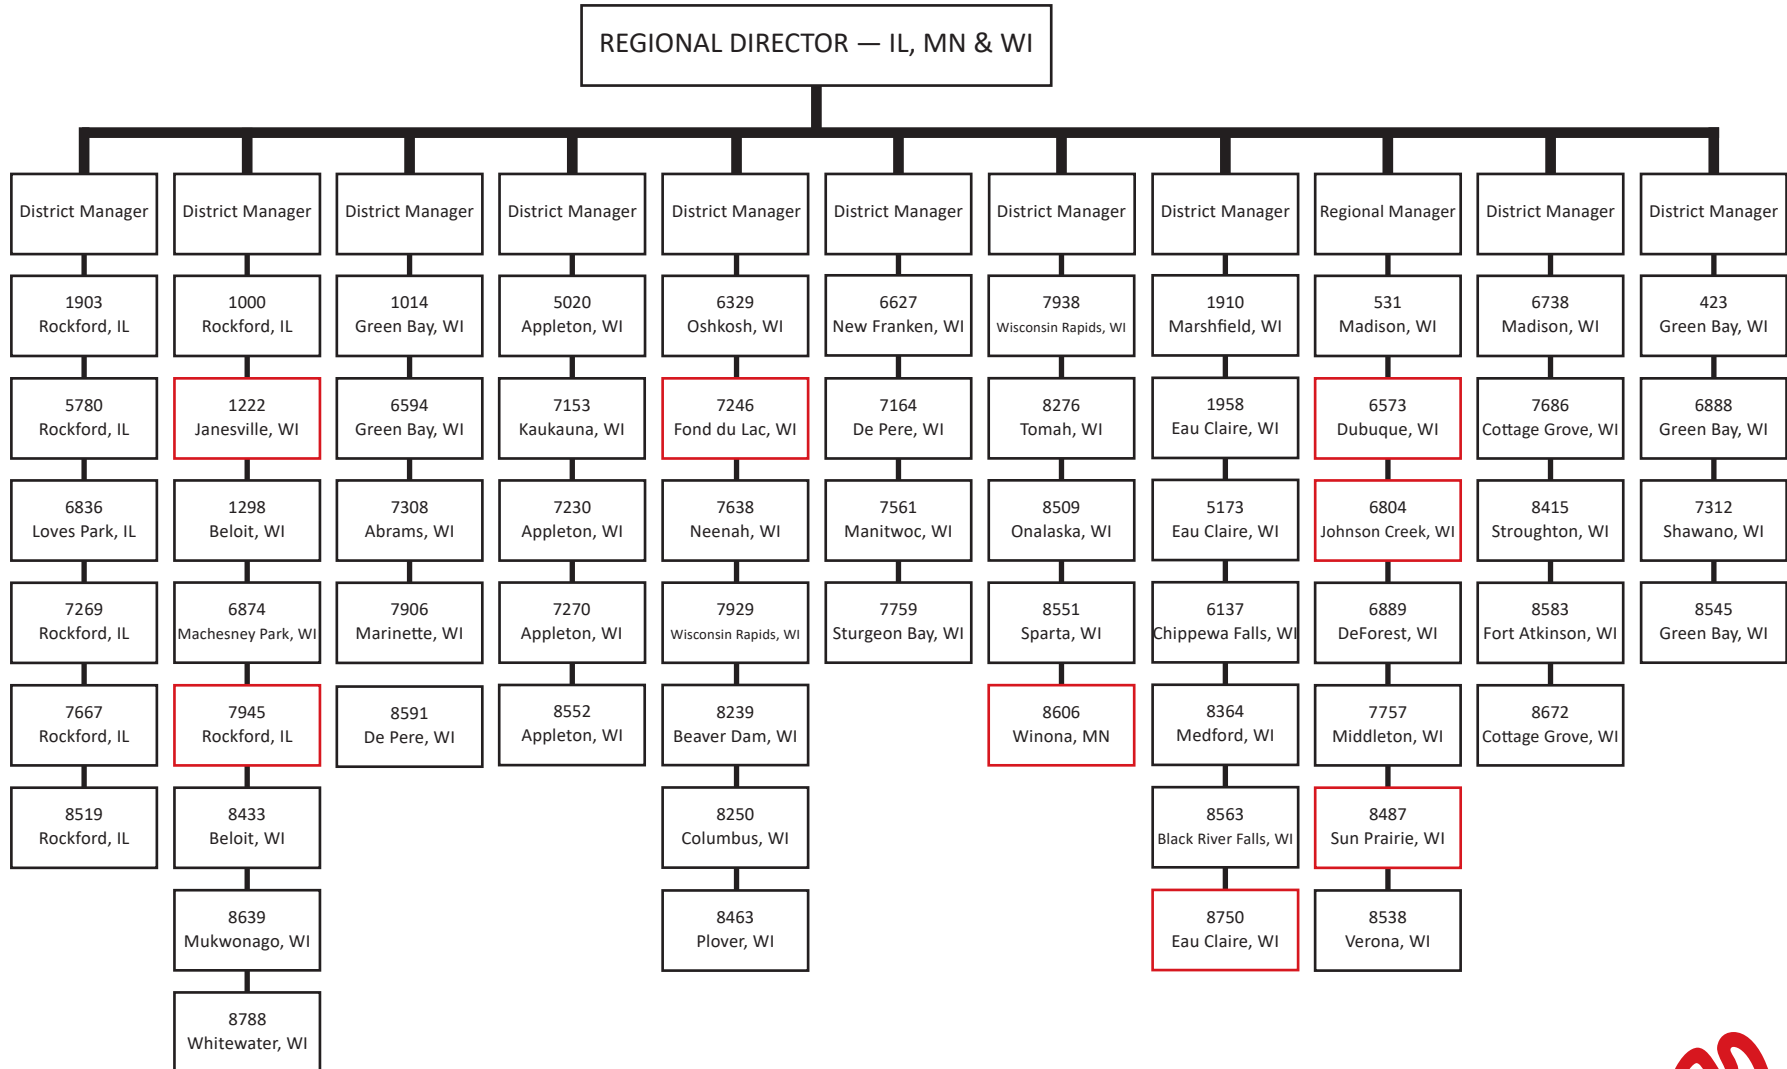 REGIONAL DIRECTOR — IL, MN & WI
District Manager
1903
Rockford, IL
5780
Rockford, IL
6836
Loves Park, IL
7269
Rockford, IL
7667
Rockford, IL
8519
Rockford, IL
District Manager
1000
Rockford, IL
1222
Janesville, WI
1298
Beloit, WI
6874
Machesney Park, WI
7945
Rockford, IL
8433
Beloit, WI
8639
Mukwonago, WI
8788
Whitewater, WI
District Manager
1014
Green Bay, WI
6594
Green Bay, WI
7308
Abrams, WI
7906
Marinette, WI
8591
De Pere, WI
District Manager
5020
Appleton, WI
7153
Kaukauna, WI
7230
Appleton, WI
7270
Appleton, WI
8552
Appleton, WI
District Manager
6329
Oshkosh, WI
7246
Fond du Lac, WI
7638
Neenah, WI
7929
Wisconsin Rapids, WI
8239
Beaver Dam, WI
8250
Columbus, WI
8463
Plover, WI
District Manager
6627
New Franken, WI
7164
De Pere, WI
7561
Manitwoc, WI
7759
Sturgeon Bay, WI
District Manager
7938
Wisconsin Rapids, WI
8276
Tomah, WI
8509
Onalaska, WI
8551
Sparta, WI
8606
Winona, MN
District Manager
1910
Marshfield, WI
1958
Eau Claire, WI
5173
Eau Claire, WI
6137
Chippewa Falls, WI
8364
Medford, WI
8563
Black River Falls, WI
8750
Eau Claire, WI
Regional Manager
531
Madison, WI
6573
Dubuque, WI
6804
Johnson Creek, WI
6889
DeForest, WI
7757
Middleton, WI
8487
Sun Prairie, WI
8538
Verona, WI
District Manager
6738
Madison, WI
7686
Cottage Grove, WI
8415
Stroughton, WI
8583
Fort Atkinson, WI
8672
Cottage Grove, WI
District Manager
423
Green Bay, WI
6888
Green Bay, WI
7312
Shawano, WI
8545
Green Bay, WI